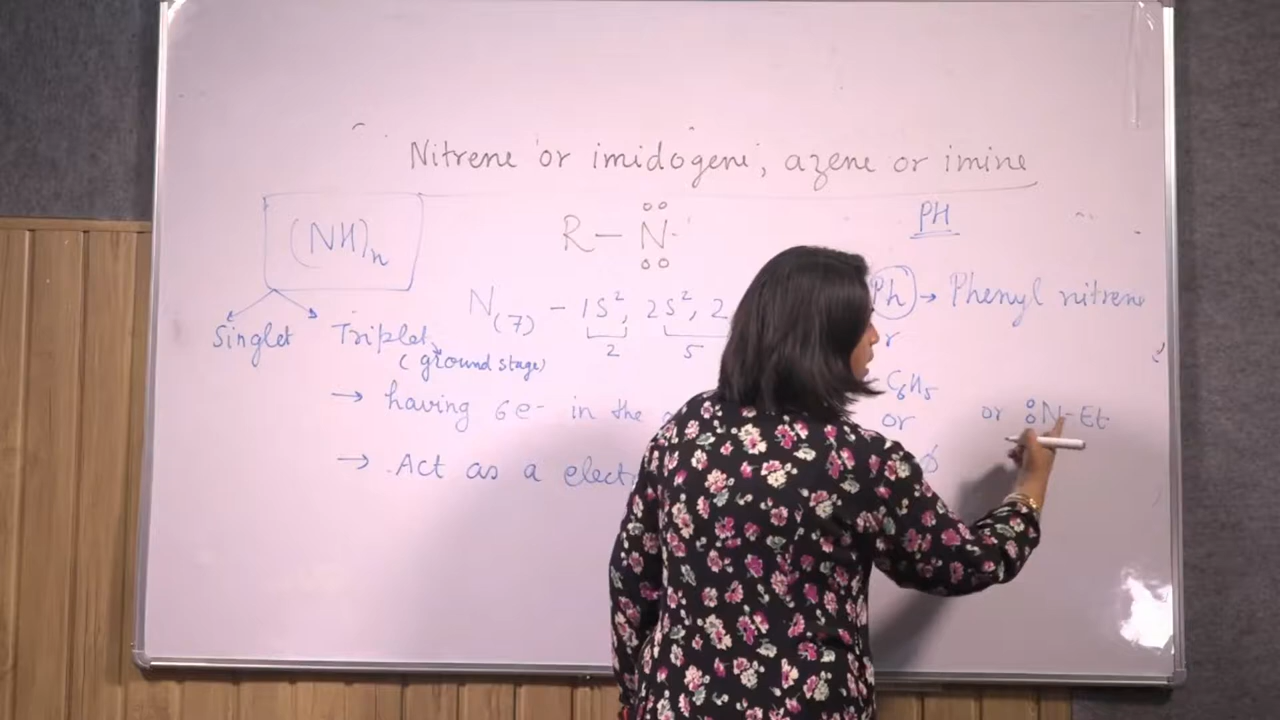 Nitrene or imidogene, azene or imine
(NH)n
R – N
PH
Singlet
Triplet
(ground stage)
N(7) – 1S², 2S², 2
2 5
Ph → Phenyl nitrene
r
C6H5
or
ϕ
or :N–Et
→ having 6e- in the
→ Act as a elect